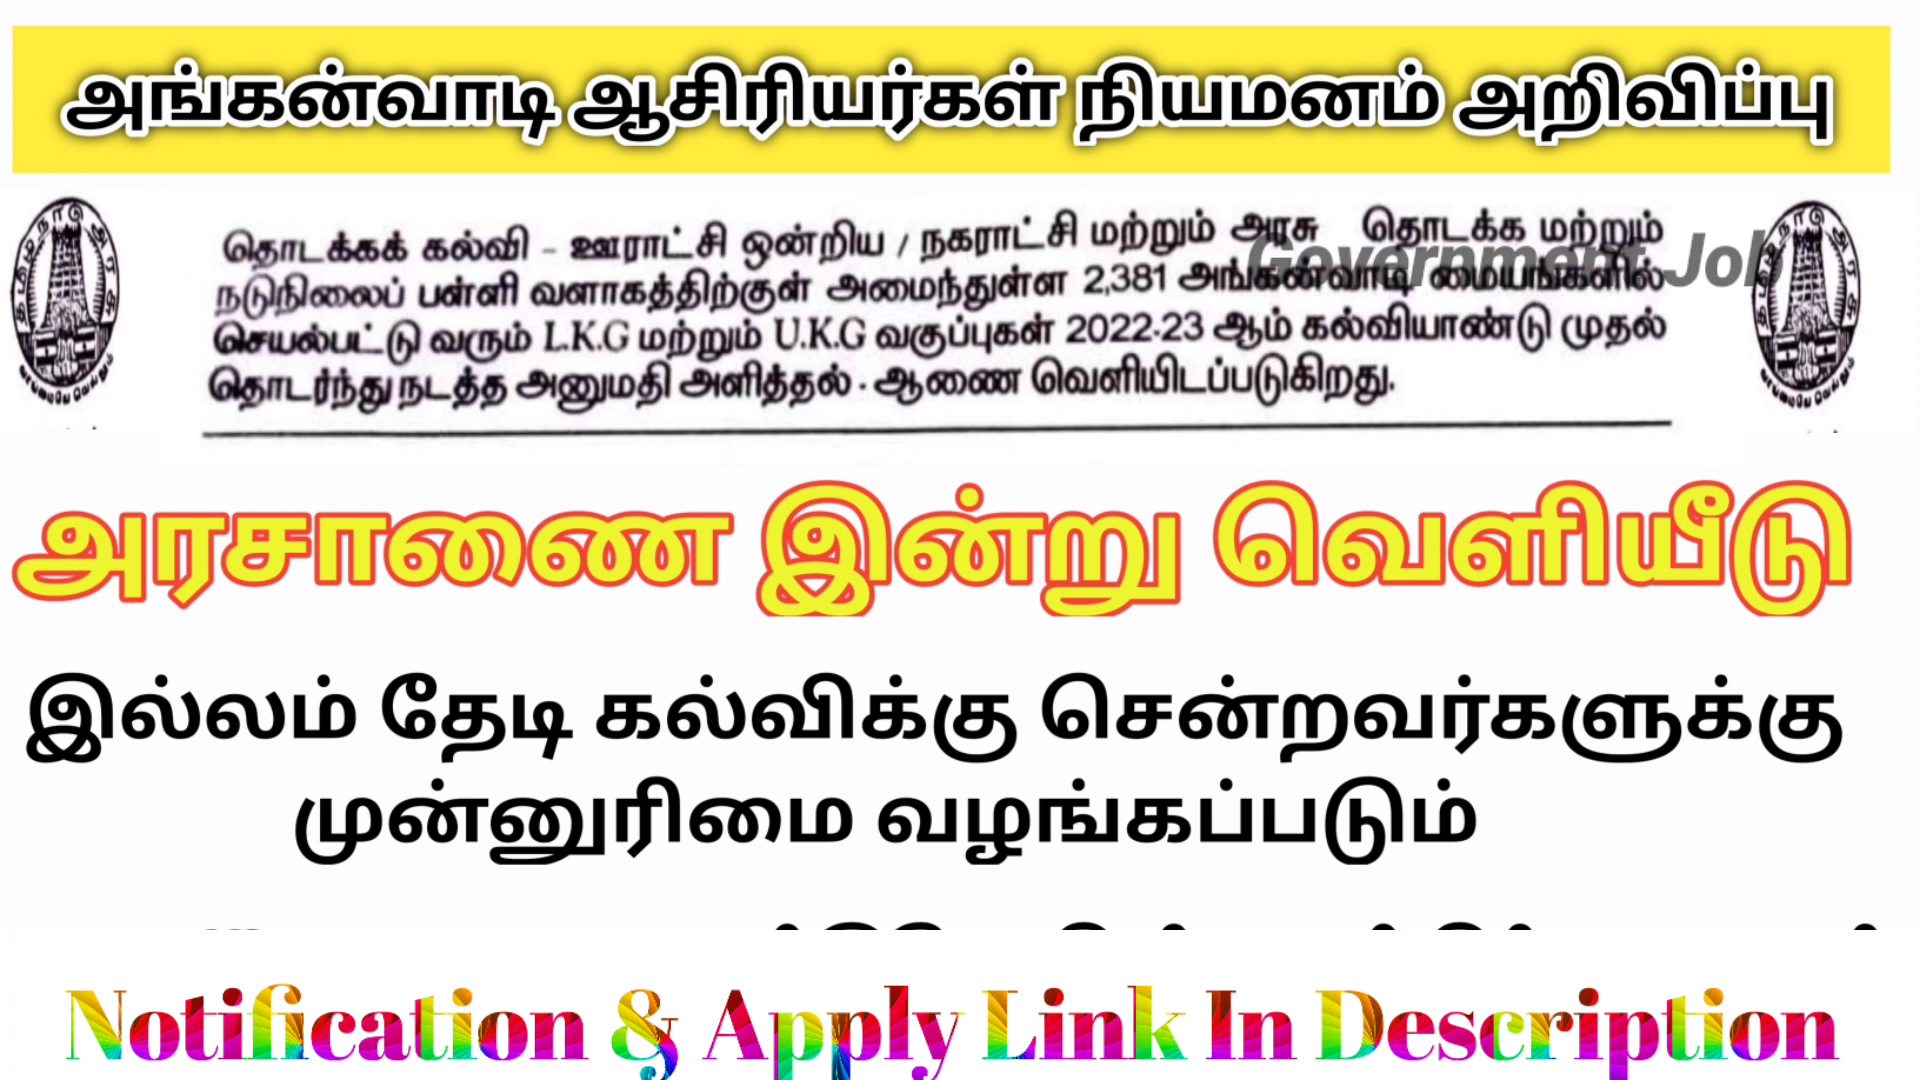 அங்கன்வாடி ஆசிரியர்கள் நியமனம் அறிவிப்பு
தொடக்கக் கல்வி - ஊராட்சி ஒன்றிய / நகராட்சி மற்றும் அரசு தொடக்க மற்றும்
Government Job
நடுநிலைப் பள்ளி வளாகத்திற்குள் அமைந்துள்ள 2,381 அங்கன்வாடி மையங்களில்
செயல்பட்டு வரும் L.K.G மற்றும் U.K.G வகுப்புகள் 2022-23 ஆம் கல்வியாண்டு முதல்
தொடர்ந்து நடத்த அனுமதி அளித்தல் - ஆணை வெளியிடப்படுகிறது.
அரசாணை இன்று வெளியீடு
இல்லம் தேடி கல்விக்கு சென்றவர்களுக்கு
முன்னுரிமை வழங்கப்படும்
Notification & Apply Link In Description